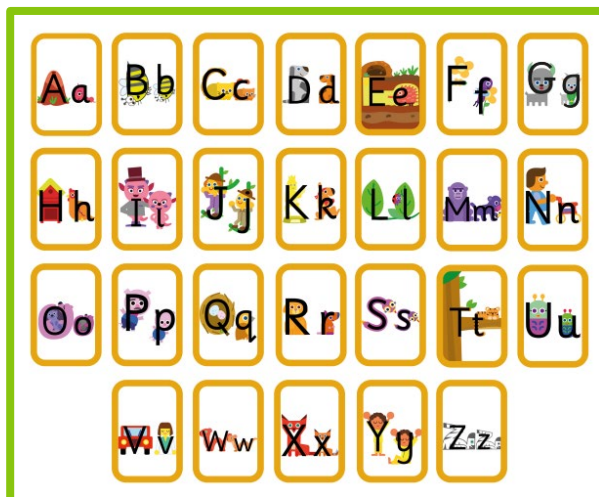 Aa Bb Cc Dd Ee Ff Gg
Hh Ii Jj Kk Ll Mm Nn
Oo Pp Qq Rr Ss Tt Uu
Vv Ww Xx Yy Zz